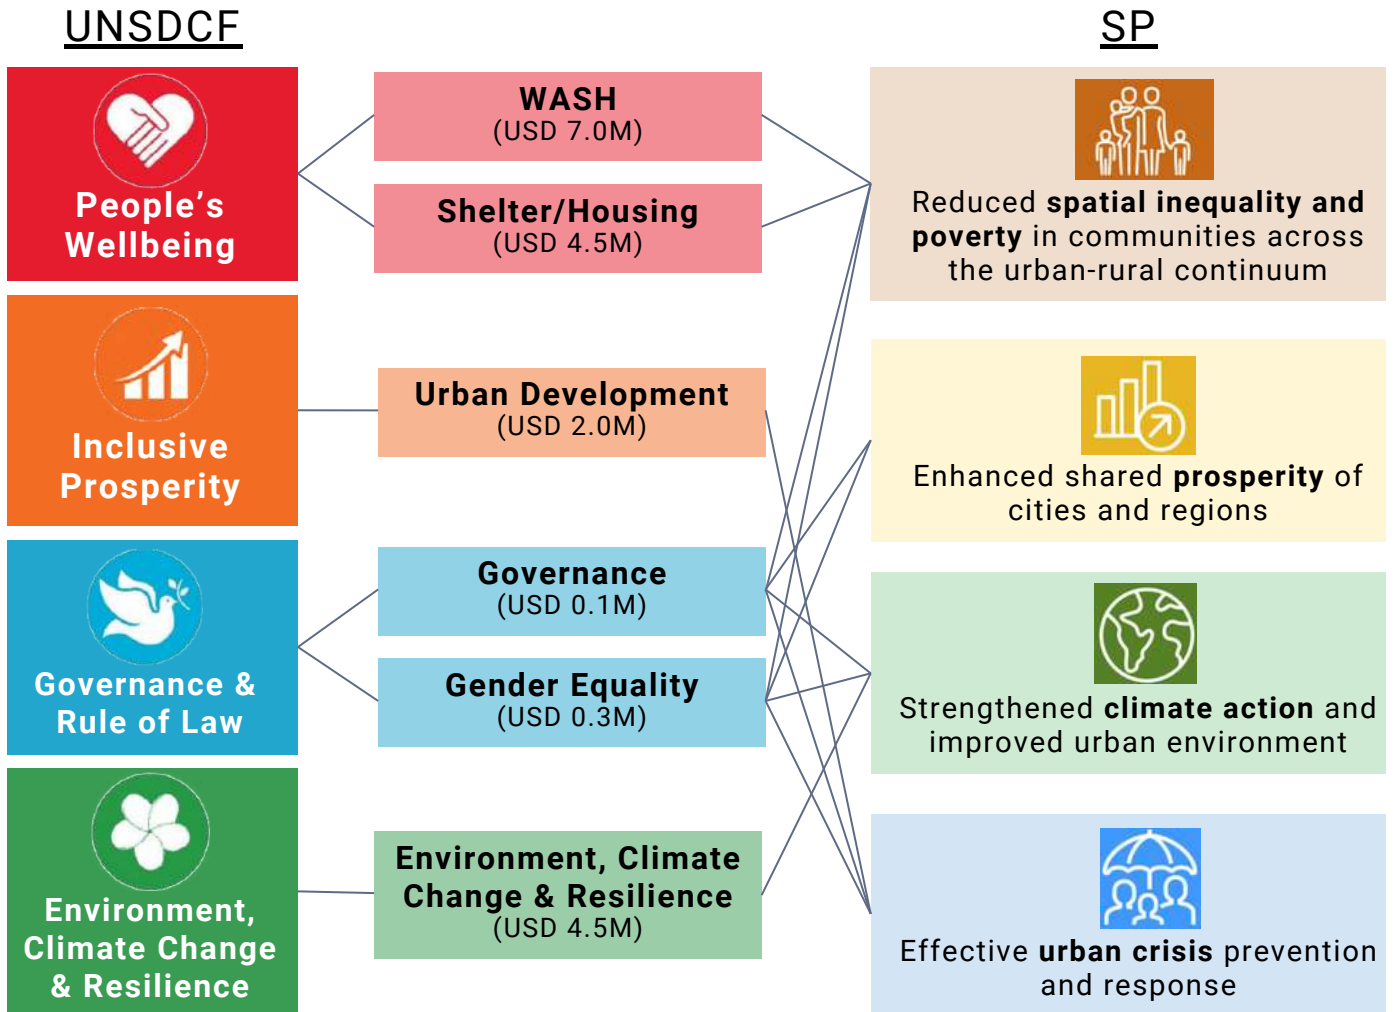 UNSDCF
SP
People’s
Wellbeing
WASH
(USD 7.0M)
Shelter/Housing
(USD 4.5M)
Reduced spatial inequality and
poverty in communities across
the urban-rural continuum
Inclusive
Prosperity
Urban Development
(USD 2.0M)
Enhanced shared prosperity of
cities and regions
Governance &
Rule of Law
Governance
(USD 0.1M)
Gender Equality
(USD 0.3M)
Strengthened climate action and
improved urban environment
Environment,
Climate Change
& Resilience
Environment, Climate
Change & Resilience
(USD 4.5M)
Effective urban crisis prevention
and response